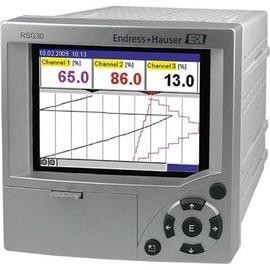 RSG30
Endress+Hauser EH
10.02.2005 10:13
Channel 1 [%] Channel 2 [%] Channel 3 [%]
65.0 86.0 13.0
E